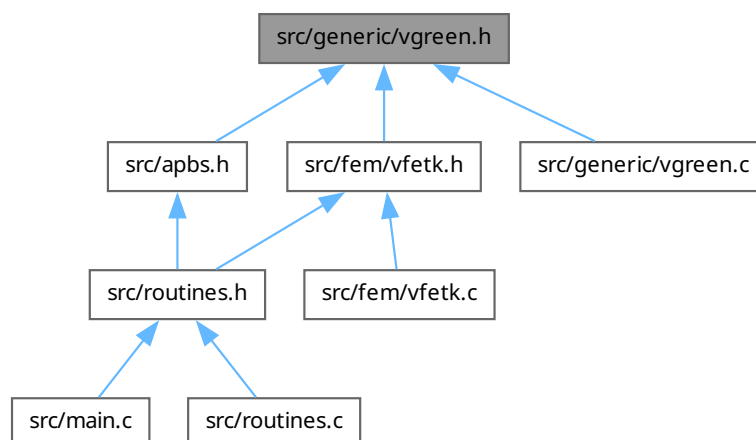 src/generic/vgreen.h
src/apbs.h
src/fem/vfetk.h
src/generic/vgreen.c
src/routines.h
src/fem/vfetk.c
src/main.c
src/routines.c